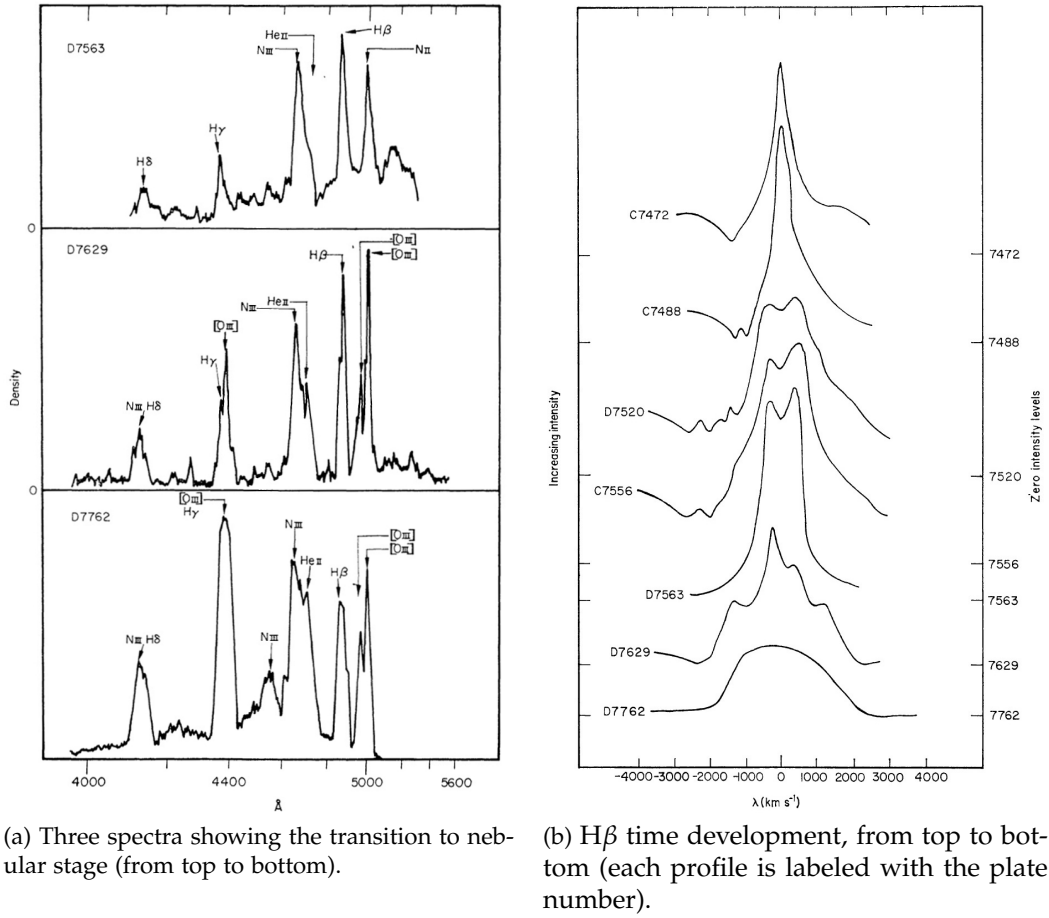 D7563
Hδ
Hγ
NⅢ
HeⅡ
Hβ
NⅡ
0
D7629
NⅢ Hδ
Hγ
[OⅢ]
NⅢ
HeⅡ
Hβ
[OⅢ]
[OⅢ]
Density
0
D7762
NⅢ Hδ
[OⅢ]
Hγ
NⅢ
NⅢ
HeⅡ
Hβ
[OⅢ]
[OⅢ]
4000 4400 5000 5600
Å
(a) Three spectra showing the transition to neb-
ular stage (from top to bottom).
Increasing intensity
C7472
C7488
D7520
C7556
D7563
D7629
D7762
7472
7488
7520
7556
7563
7629
7762
Zero intensity levels
-4000 -3000 -2000 -1000 0 1000 2000 3000 4000
λ(km s⁻¹)
(b) Hβ time development, from top to bot-
tom (each profile is labeled with the plate
number).